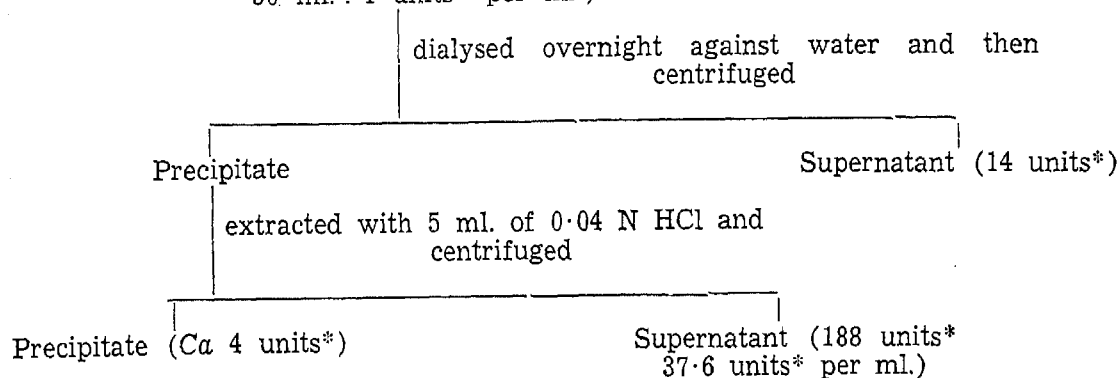 dialysed overnight against water and then
centrifuged
Precipitate
Supernatant (14 units*)
extracted with 5 ml. of 0·04 N HCl and
centrifuged
Precipitate (Ca 4 units*)
Supernatant (188 units*
37·6 units* per ml.)